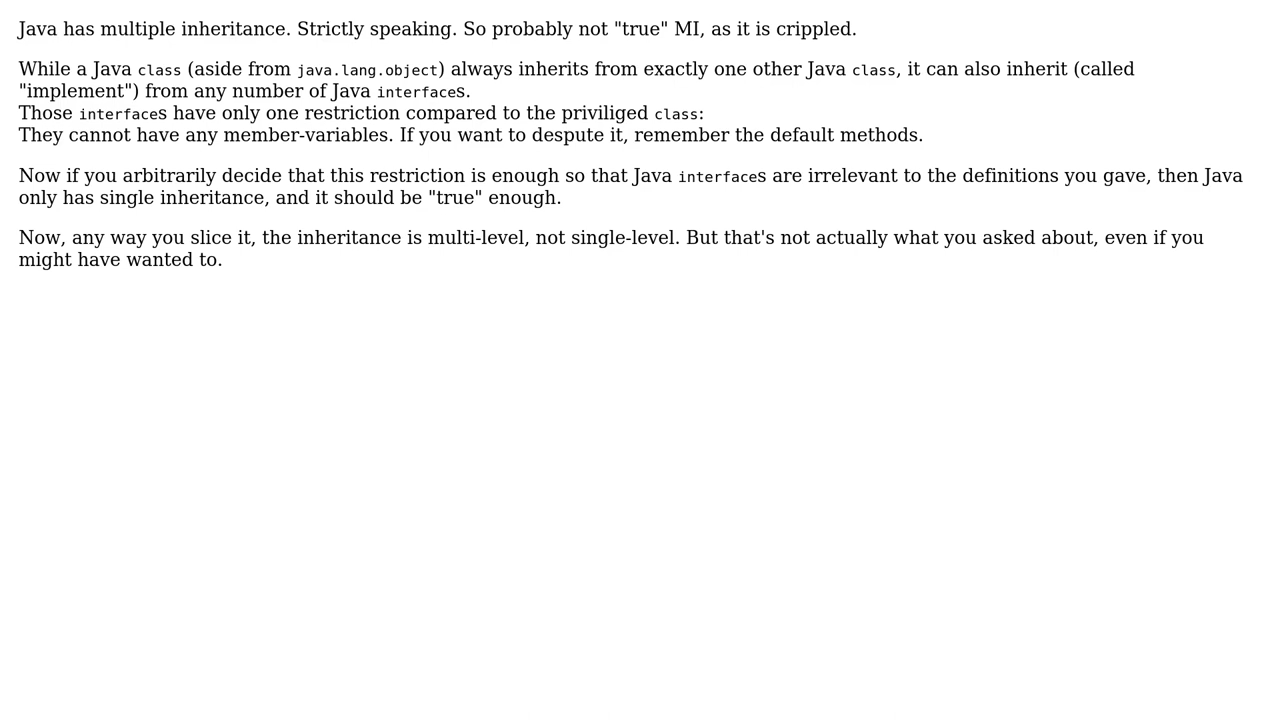 Java has multiple inheritance. Strictly speaking. So probably not "true" MI, as it is crippled.
While a Java class (aside from java.lang.object) always inherits from exactly one other Java class, it can also inherit (called
"implement") from any number of Java interfaces.
Those interfaces have only one restriction compared to the priviliged class:
They cannot have any member-variables. If you want to despute it, remember the default methods.
Now if you arbitrarily decide that this restriction is enough so that Java interfaces are irrelevant to the definitions you gave, then Java
only has single inheritance, and it should be "true" enough.
Now, any way you slice it, the inheritance is multi-level, not single-level. But that's not actually what you asked about, even if you
might have wanted to.